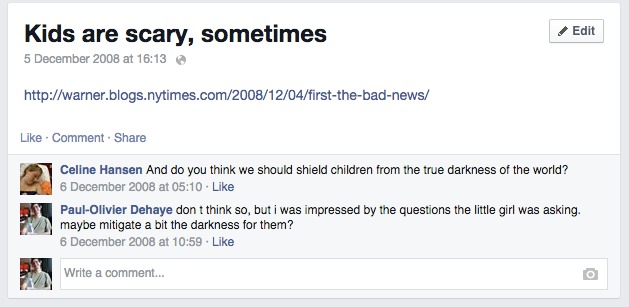 Kids are scary, sometimes
Edit
5 December 2008 at 16:13
http://warner.blogs.nytimes.com/2008/12/04/first-the-bad-news/
Like · Comment · Share
Celine Hansen And do you think we should shield children from the true darkness of the world?
6 December 2008 at 05:10 · Like
Paul-Olivier Dehaye don t think so, but i was impressed by the questions the little girl was asking.
maybe mitigate a bit the darkness for them?
6 December 2008 at 10:59 · Like
Write a comment...